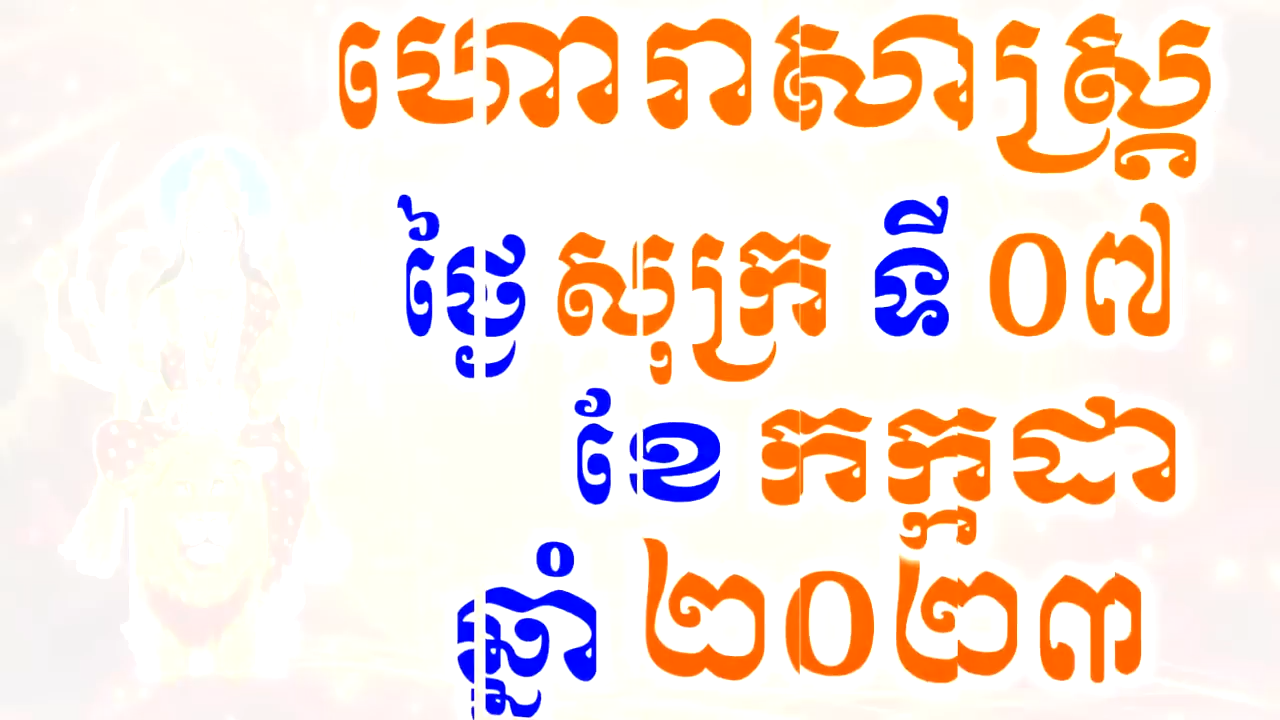 ហោរាសាស្ត្រ
ថ្ងៃ សុក្រ ទី ០៧
ខែ កក្កដា
ឆ្នាំ ២០២៣